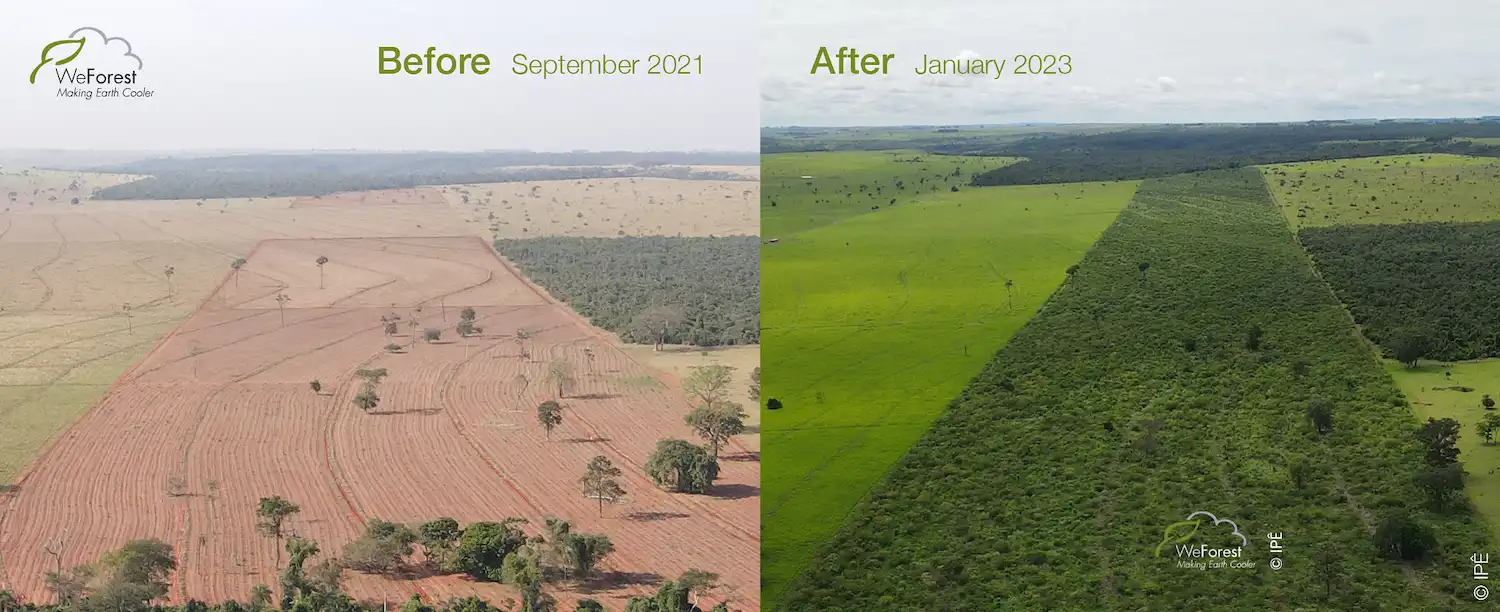 WeForest
Making Earth Cooler
Before September 2021
After January 2023
WeForest
Making Earth Cooler
© IPÊ
© IPÊ